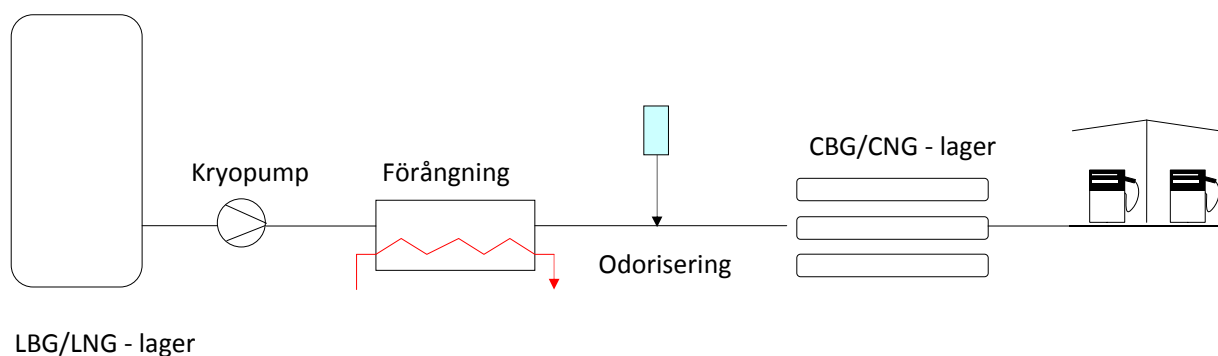 CBG/CNG - lager
Kryopump
Förångning
Odorisering
LBG/LNG - lager